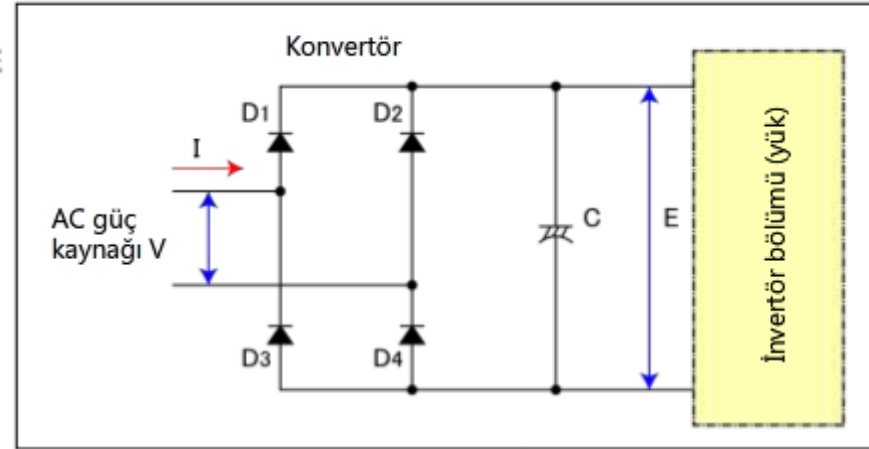 Konvertör
D1
D2
I
AC güç
kaynağı V
C
E
D3
D4
İnvertör bölümü (yük)